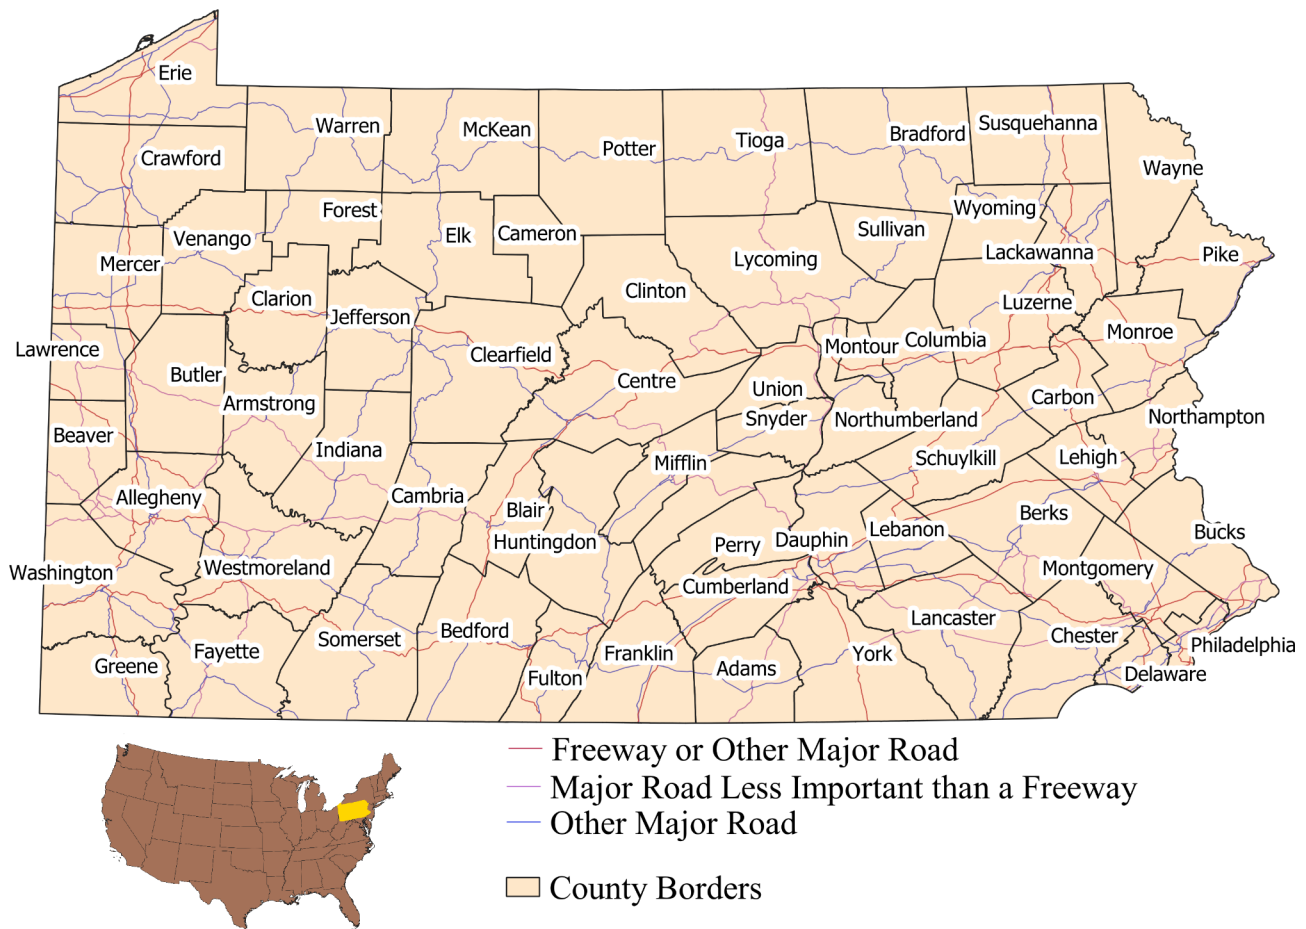 Erie
Warren
McKean
Potter
Tioga
Bradford
Susquehanna
Crawford
Wayne
Forest
Venango
Elk
Cameron
Sullivan
Wyoming
Mercer
Lycoming
Lackawanna
Pike
Clarion
Clinton
Jefferson
Luzerne
Lawrence
Clearfield
Montour
Columbia
Monroe
Butler
Centre
Union
Armstrong
Snyder
Northumberland
Carbon
Northampton
Beaver
Indiana
Mifflin
Schuylkill
Lehigh
Allegheny
Cambria
Blair
Huntingdon
Perry
Dauphin
Lebanon
Berks
Bucks
Washington
Westmoreland
Cumberland
Montgomery
Somerset
Bedford
Lancaster
Chester
Philadelphia
Greene
Fayette
Fulton
Franklin
Adams
York
Delaware
Freeway or Other Major Road
Major Road Less Important than a Freeway
Other Major Road
County Borders